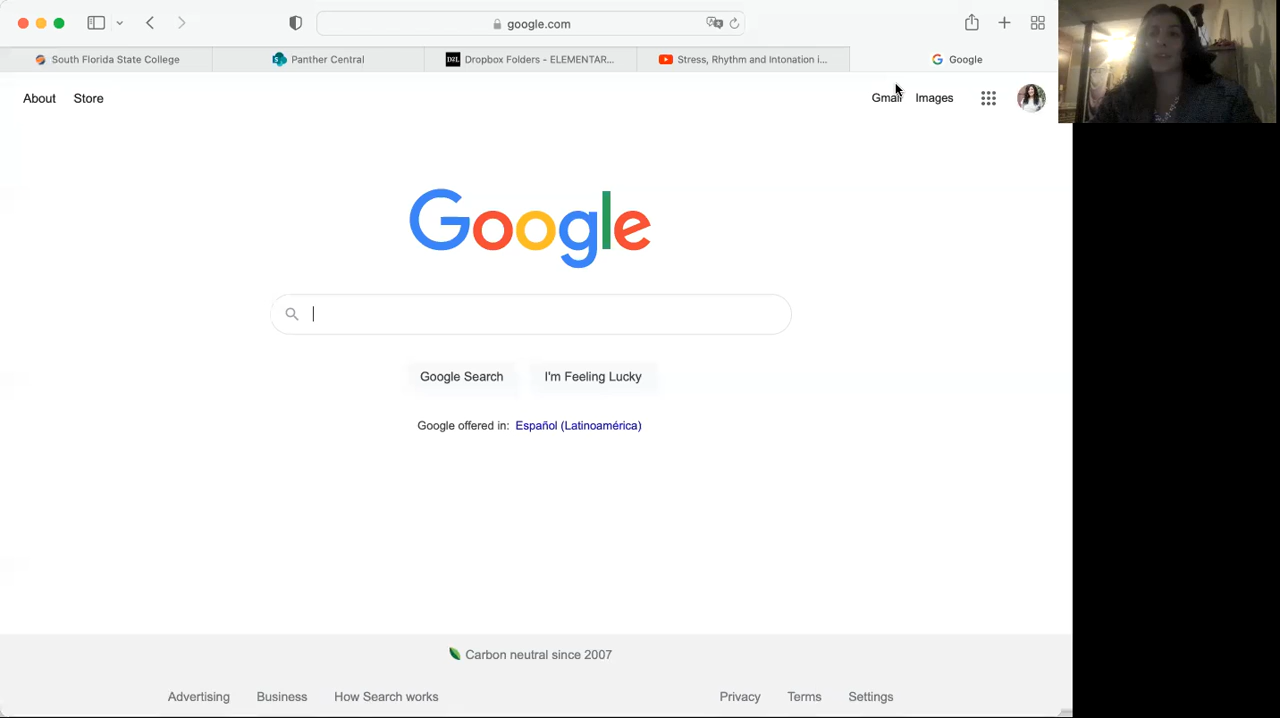 google.com
South Florida State College
Panther Central
D2L Dropbox Folders - ELEMENTAR...
Stress, Rhythm and Intonation i...
Google
About Store
Gmail Images
Google
Google Search I'm Feeling Lucky
Google offered in: Español (Latinoamérica)
Carbon neutral since 2007
Advertising Business How Search works
Privacy Terms Settings